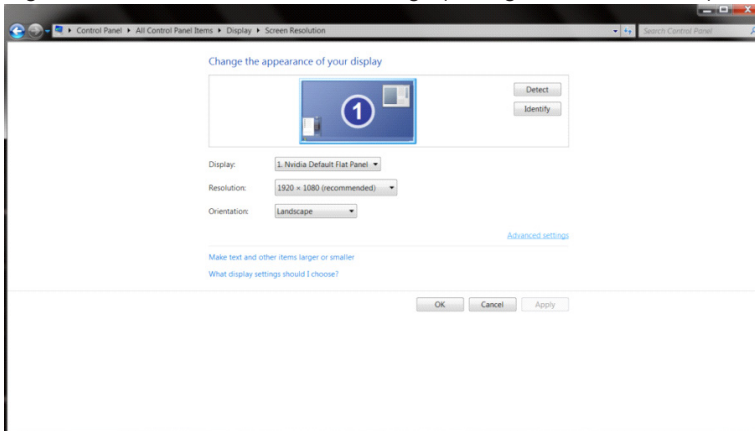 Control Panel ▸ All Control Panel Items ▸ Display ▸ Screen Resolution
Search Control Panel
Change the appearance of your display
1
Detect
Identify
Display:
1. Nvidia Default Flat Panel
Resolution:
1920 × 1080 (recommended)
Orientation:
Landscape
Advanced settings
Make text and other items larger or smaller
What display settings should I choose?
OK
Cancel
Apply